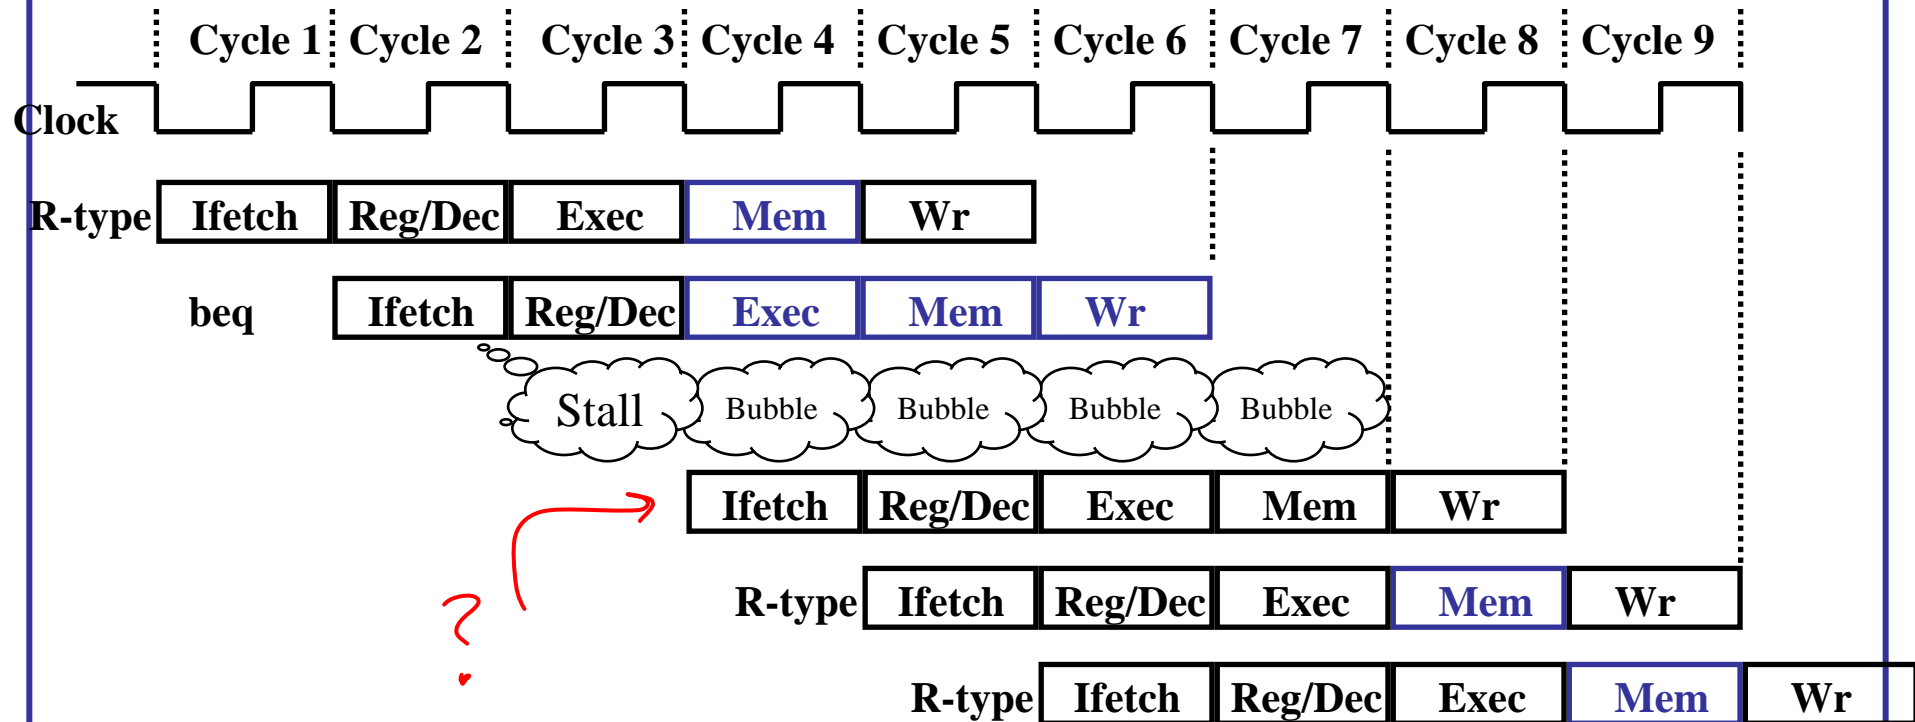 Cycle 1 Cycle 2 Cycle 3 Cycle 4 Cycle 5 Cycle 6 Cycle 7 Cycle 8 Cycle 9
Clock
R-type Ifetch Reg/Dec Exec Mem Wr
beq Ifetch Reg/Dec Exec Mem Wr
Stall Bubble Bubble Bubble Bubble
Ifetch Reg/Dec Exec Mem Wr
R-type Ifetch Reg/Dec Exec Mem Wr
?
R-type Ifetch Reg/Dec Exec Mem Wr